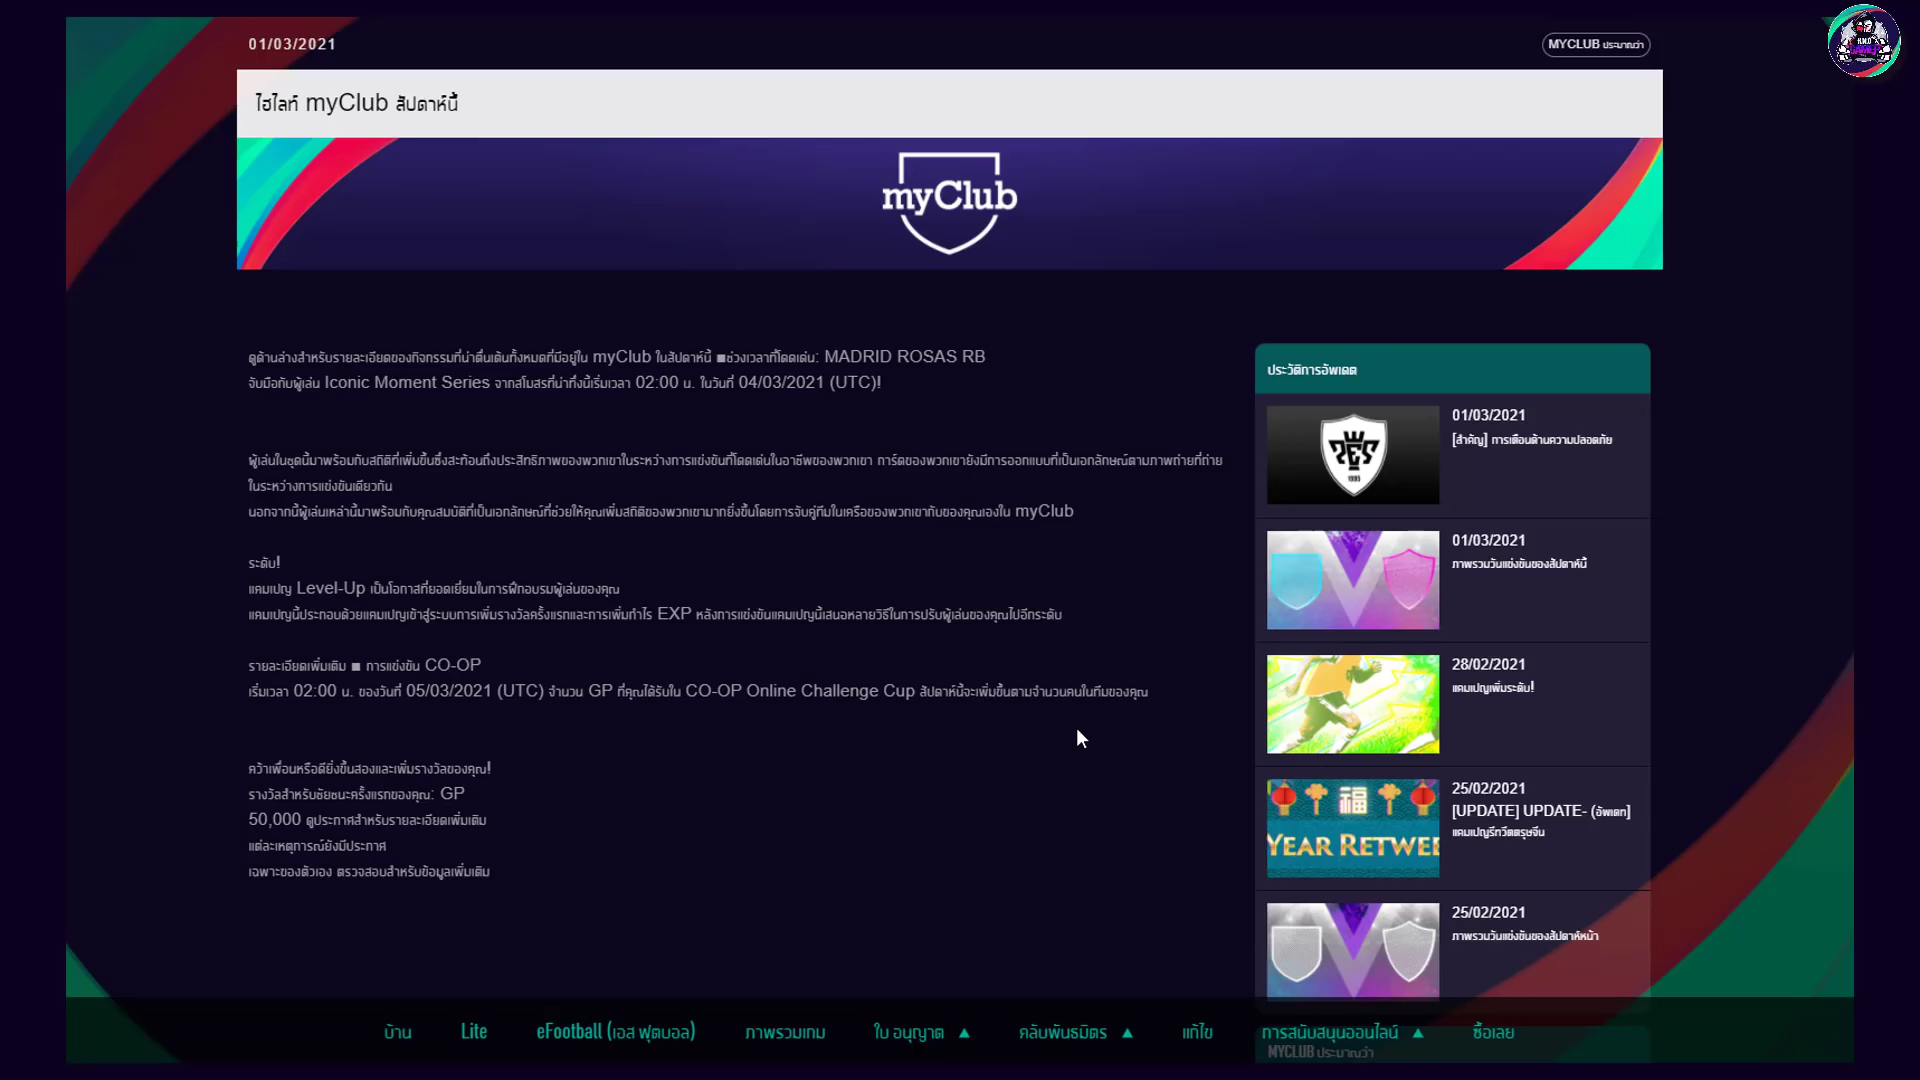 01/03/2021
MYCLUB ประมาณว่า
ไฮไลท์ myClub สัปดาห์นี้
myClub
ดูด้านล่างสำหรับรายละเอียดของกิจกรรมที่น่าตื่นเต้นทั้งหมดที่มีอยู่ใน myClub ในสัปดาห์นี้ ■ช่วงเวลาที่โดดเด่น: MADRID ROSAS RB
จับมือกับผู้เล่น Iconic Moment Series จากสโมสรที่น่าทึ่งนี้เริ่มเวลา 02:00 น. ในวันที่ 04/03/2021 (UTC)!
ผู้เล่นในชุดนี้มาพร้อมกับสถิติที่เพิ่มขึ้นซึ่งสะท้อนถึงประสิทธิภาพของพวกเขาในระหว่างการแข่งขันที่โดดเด่นในอาชีพของพวกเขา การ์ดของพวกเขายังมีการออกแบบที่เป็นเอกลักษณ์ตามภาพถ่ายที่ถ่าย
ในระหว่างการแข่งขันเดียวกัน
นอกจากนี้ผู้เล่นเหล่านี้มาพร้อมกับคุณสมบัติที่เป็นเอกลักษณ์ที่ช่วยให้คุณเพิ่มสถิติของพวกเขามากยิ่งขึ้นโดยการจับคู่ทีมในเครือของพวกเขากับของคุณเองใน myClub
ระดับ!
แคมเปญ Level-Up เป็นโอกาสที่ยอดเยี่ยมในการฝึกอบรมผู้เล่นของคุณ
แคมเปญนี้ประกอบด้วยแคมเปญเข้าสู่ระบบการเพิ่มรางวัลครั้งแรกและการเพิ่มกำไร EXP หลังการแข่งขันแคมเปญนี้เสนอหลายวิธีในการปรับผู้เล่นของคุณไปอีกระดับ
รายละเอียดเพิ่มเติม ■ การแข่งขัน CO-OP
เริ่มเวลา 02:00 น. ของวันที่ 05/03/2021 (UTC) จำนวน GP ที่คุณได้รับใน CO-OP Online Challenge Cup สัปดาห์นี้จะเพิ่มขึ้นตามจำนวนคนในทีมของคุณ
คว้าเพื่อนหรือดียิ่งขึ้นสองและเพิ่มรางวัลของคุณ!
รางวัลสำหรับชัยชนะครั้งแรกของคุณ: GP
50,000 ดูประกาศสำหรับรายละเอียดเพิ่มเติม
แต่ละเหตุการณ์ยังมีประกาศ
เฉพาะของตัวเอง ตรวจสอบสำหรับข้อมูลเพิ่มเติม
ประวัติการอัพเดต
01/03/2021
[สำคัญ] การเตือนด้านความปลอดภัย
PES
1995
01/03/2021
ภาพรวมวันแข่งขันของสัปดาห์นี้
28/02/2021
แคมเปญเพิ่มระดับ!
25/02/2021
[UPDATE] UPDATE- (อัพเดท)
แคมเปญรีทวีตตรุษจีน
福
YEAR RETWEE
25/02/2021
ภาพรวมวันแข่งขันของสัปดาห์หน้า
บ้าน Lite eFootball (เอส ฟุตบอล) ภาพรวมเกม ใบ อนุญาต ▲ คลับพันธมิตร ▲ แก้ไข การสนับสนุนออนไลน์ ▲ ซื้อเลย
MYCLUB ประมาณว่า